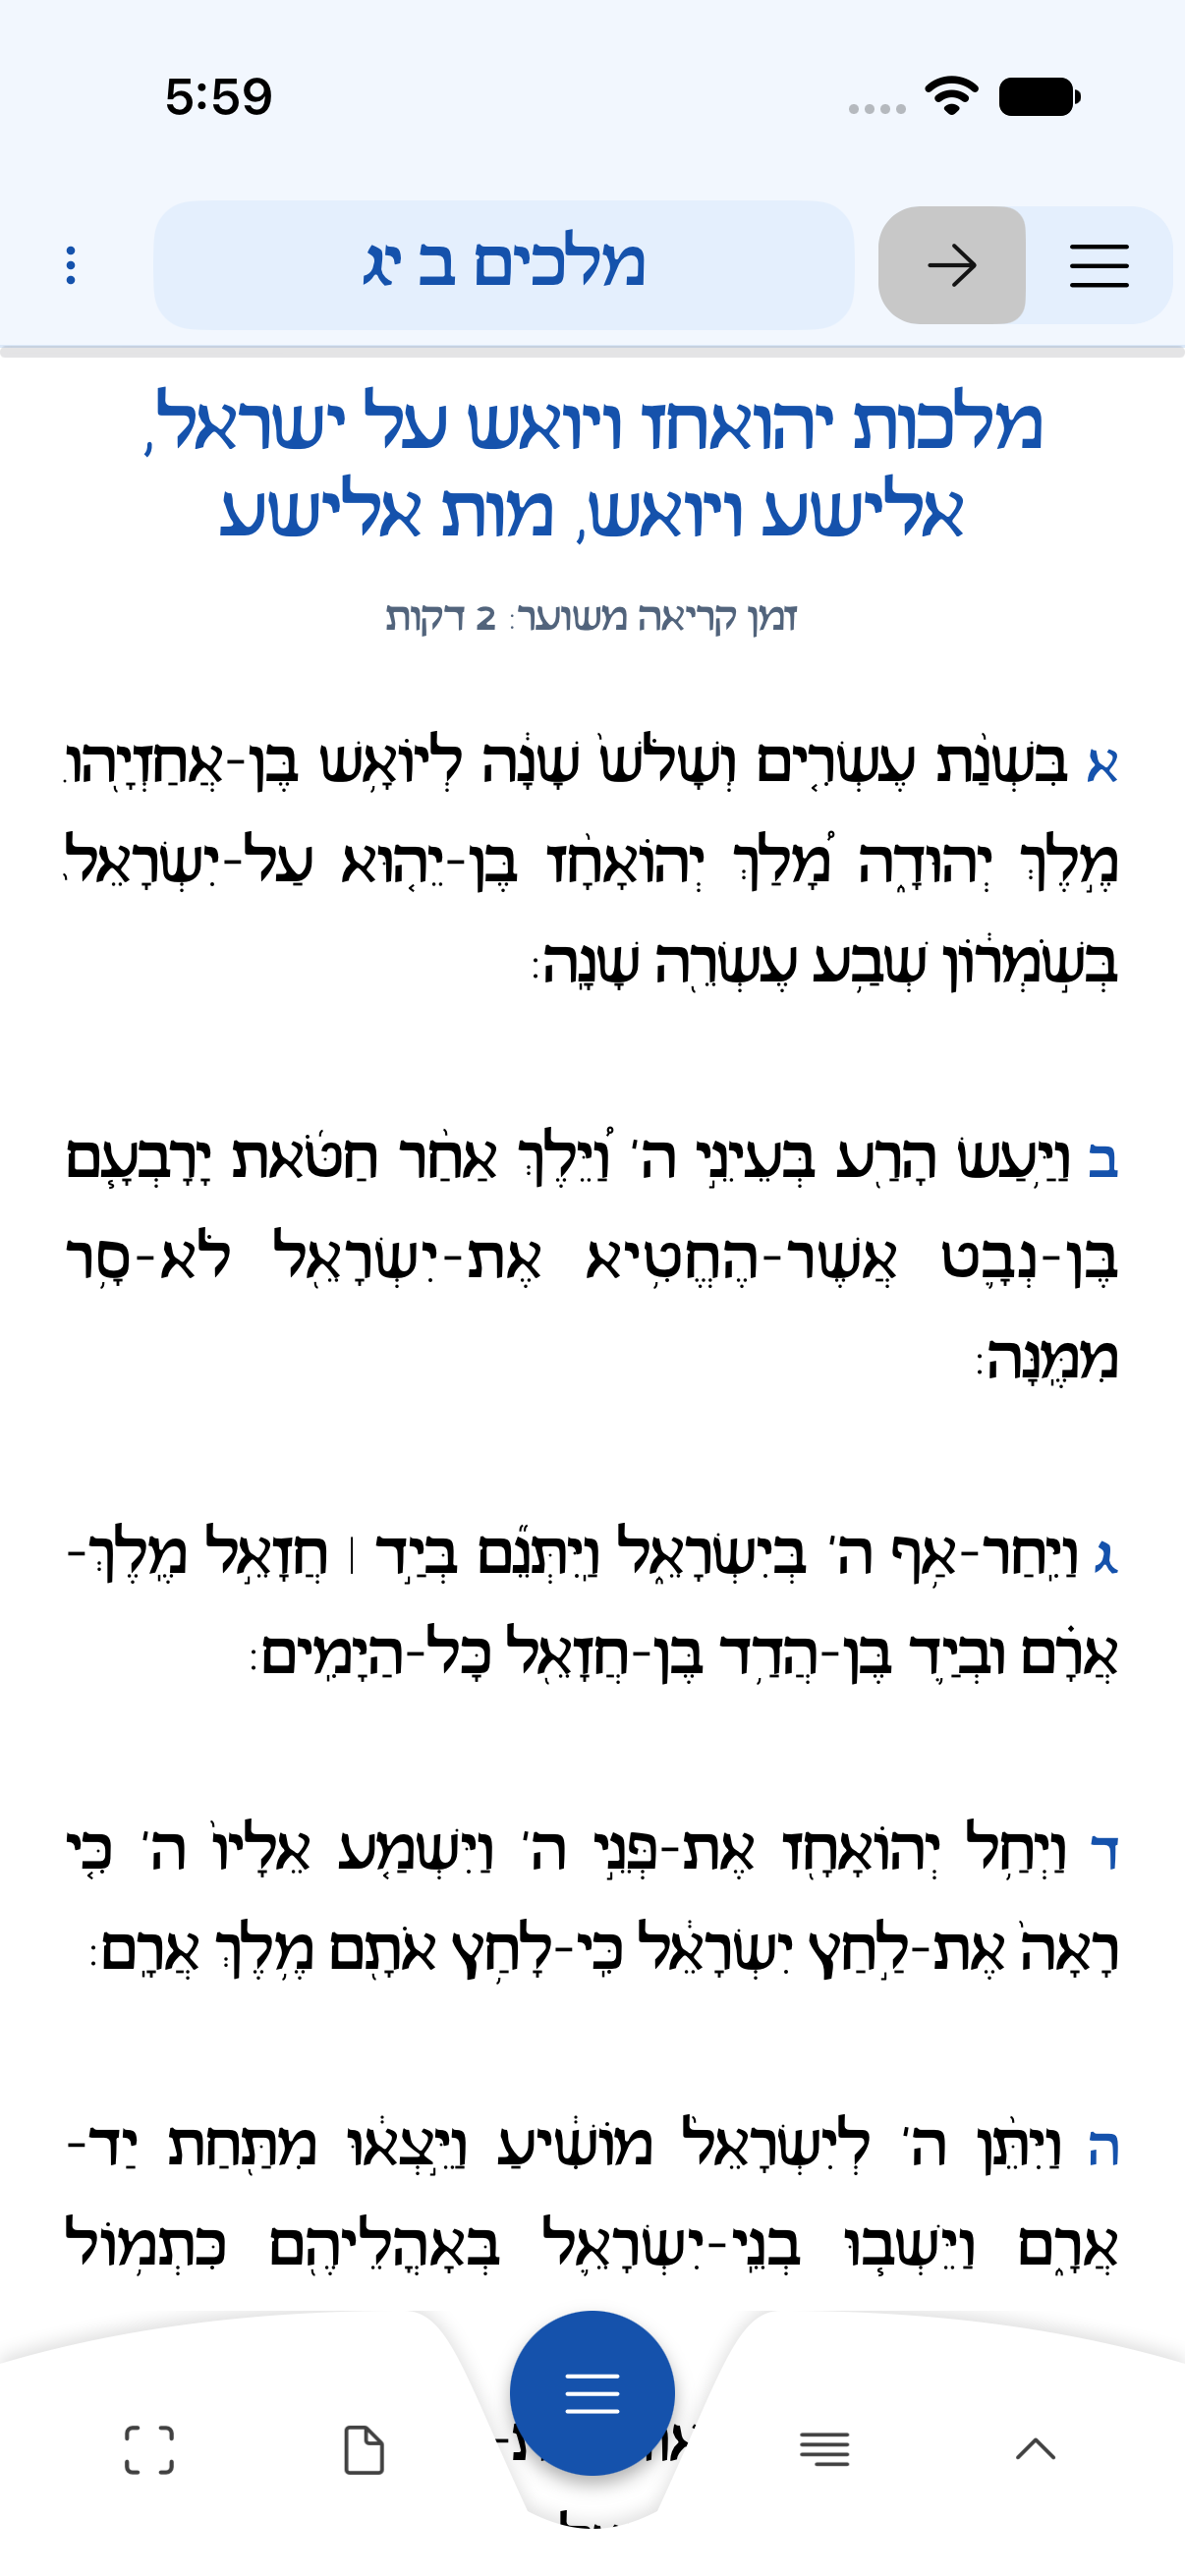 5:59
מלכים ב יג
מלכות יהואחז ויואש על ישראל,
אלישע ויואש, מות אלישע
זמן קריאה משוער: 2 דקות
א בִּשְׁנַ֨ת עֶשְׂרִ֤ים וְשָׁלֹשׁ֙ שָׁנָ֔ה לְיוֹאָ֥שׁ בֶּן-אֲחַזְיָ֖הוּ
מֶ֣לֶךְ יְהוּדָ֑ה מָ֠לַךְ יְהוֹאָחָ֨ז בֶּן-יֵה֤וּא עַל-יִשְׂרָאֵל֙
בְּשֹׁ֣מְר֔וֹן שְׁבַ֥ע עֶשְׂרֵ֖ה שָׁנָֽה:
ב וַיַּ֥עַשׂ הָרַ֖ע בְּעֵינֵ֣י ה' וַ֠יֵּלֶךְ אַחַ֨ר חַטֹּ֜את יָרָבְעָ֧ם
בֶּן-נְבָ֛ט אֲשֶׁר-הֶחֱטִ֥יא אֶת-יִשְׂרָאֵ֖ל לֹא-סָ֥ר
מִמֶּֽנָּה:
ג וַיִּֽחַר-אַ֥ף ה' בְּיִשְׂרָאֵ֑ל וַֽיִּתְּנֵ֞ם בְּיַ֣ד ׀ חֲזָאֵ֣ל מֶֽלֶךְ-
אֲרָ֗ם וּבְיַ֛ד בֶּן-הֲדַ֥ד בֶּן-חֲזָאֵ֖ל כָּל-הַיָּמִֽים:
ד וַיְחַ֥ל יְהוֹאָחָ֖ז אֶת-פְּנֵ֣י ה' וַיִּשְׁמַ֤ע אֵלָיו֙ ה' כִּ֤י
רָאָה֙ אֶת-לַ֣חַץ יִשְׂרָאֵ֔ל כִּֽי-לָחַ֥ץ אֹתָ֖ם מֶ֥לֶךְ אֲרָֽם:
ה וַיִּתֵּ֨ן ה' לְיִשְׂרָאֵל֙ מוֹשִׁ֔יעַ וַיֵּ֣צְא֔וּ מִתַּ֖חַת יַד-
אֲרָ֑ם וַיֵּשְׁב֧וּ בְנֵֽי-יִשְׂרָאֵ֛ל בְּאָהֳלֵיהֶ֖ם כִּתְמ֥וֹל